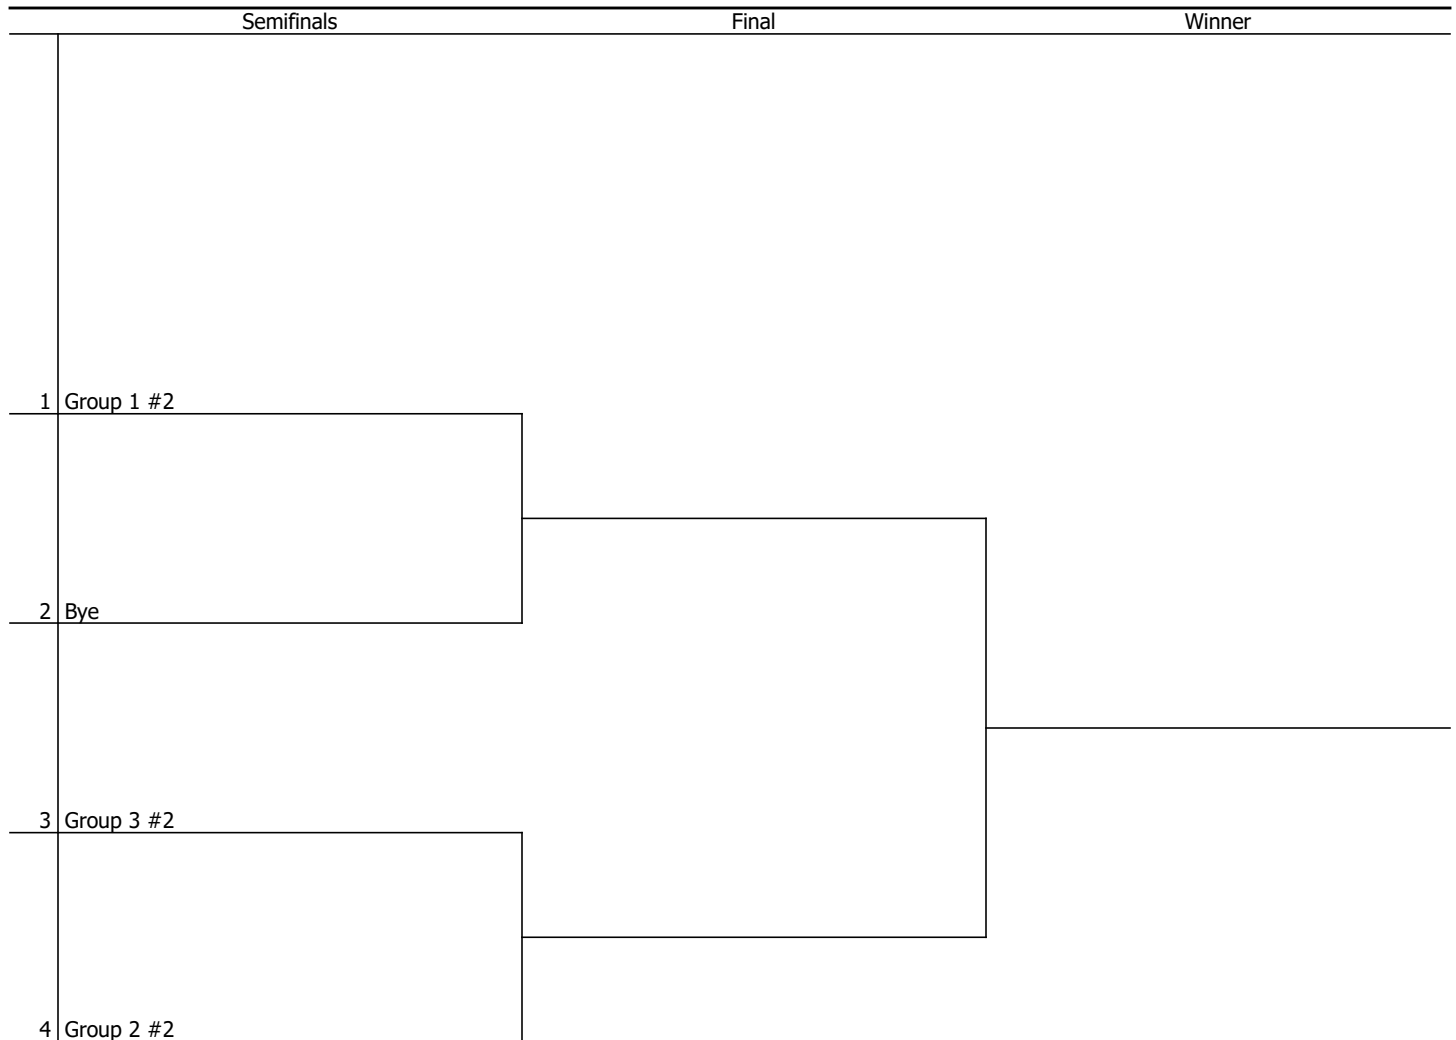 Semifinals Final Winner
1 Group 1 #2
2 Bye
3 Group 3 #2
4 Group 2 #2